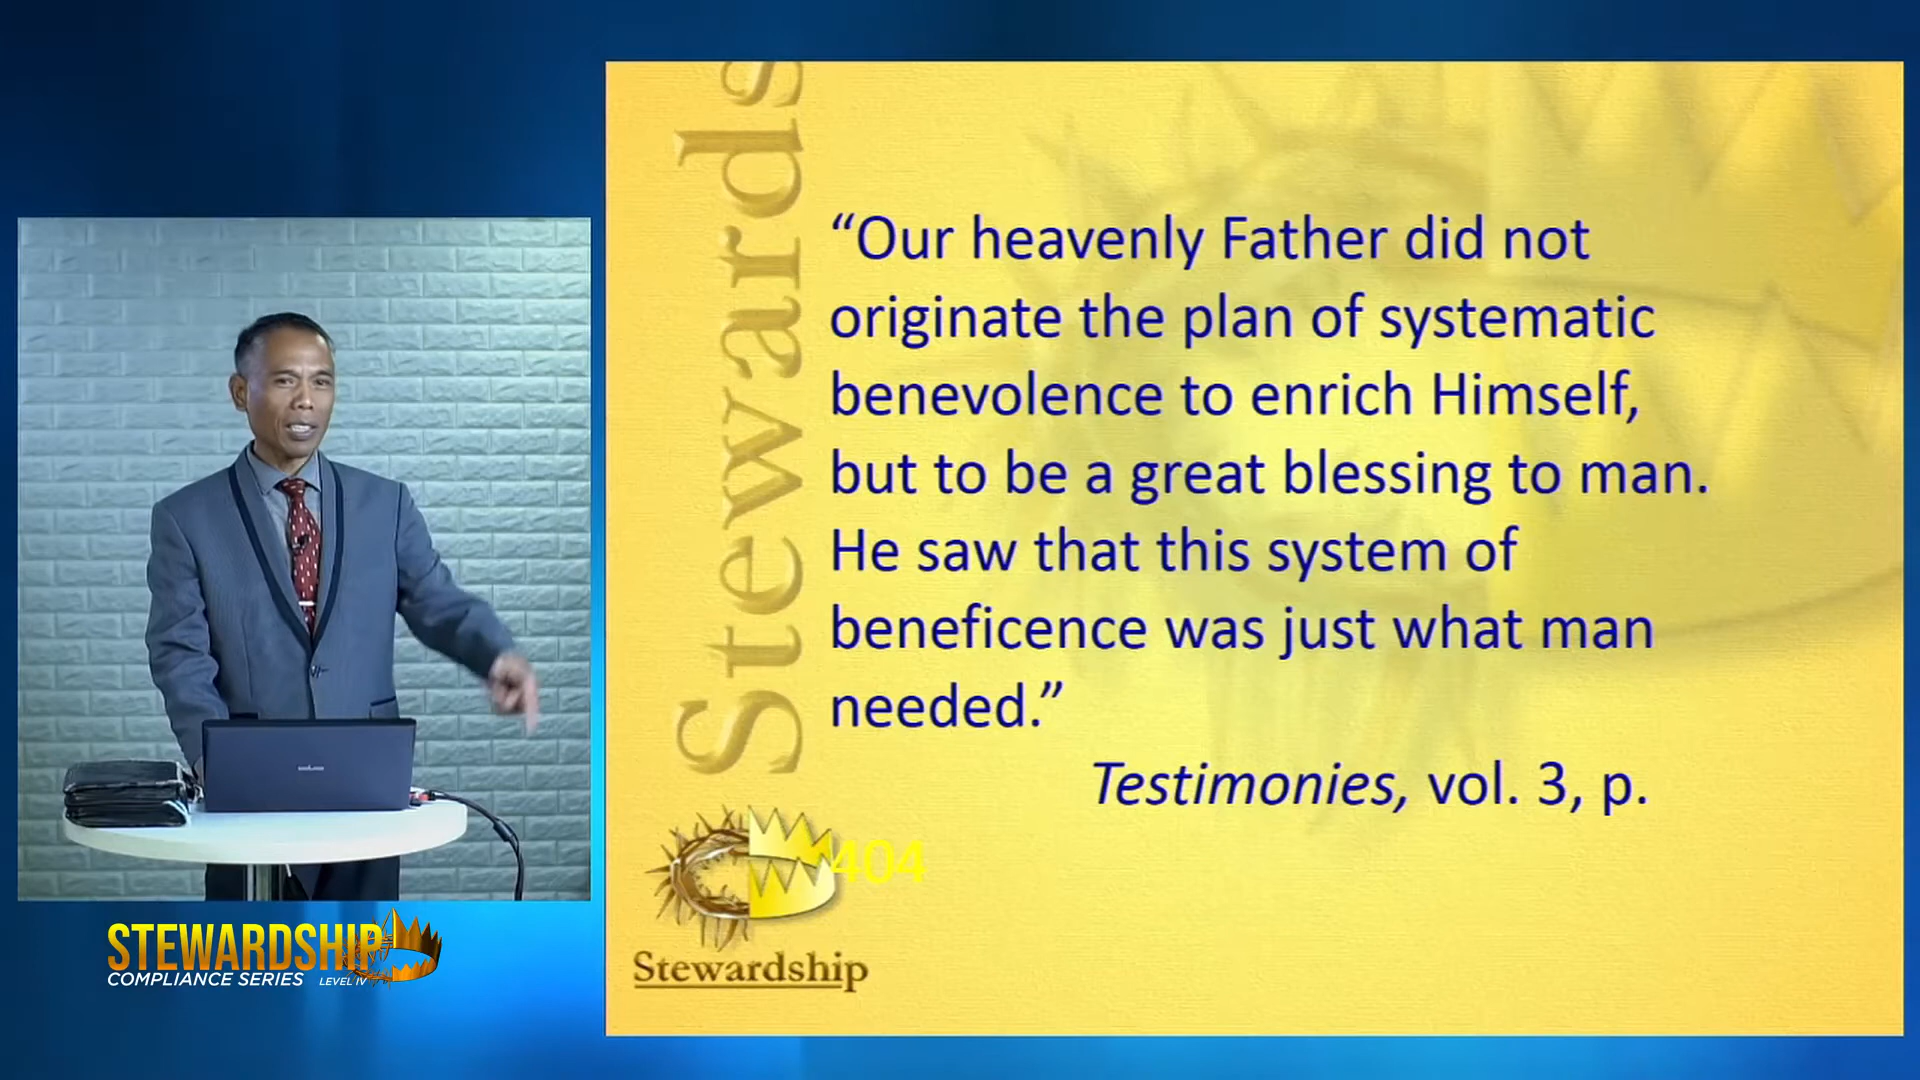 Stewards
“Our heavenly Father did not
originate the plan of systematic
benevolence to enrich Himself,
but to be a great blessing to man.
He saw that this system of
beneficence was just what man
needed.”
Testimonies, vol. 3, p.
404
Stewardship
STEWARDSHIP
COMPLIANCE SERIES LEVEL IV